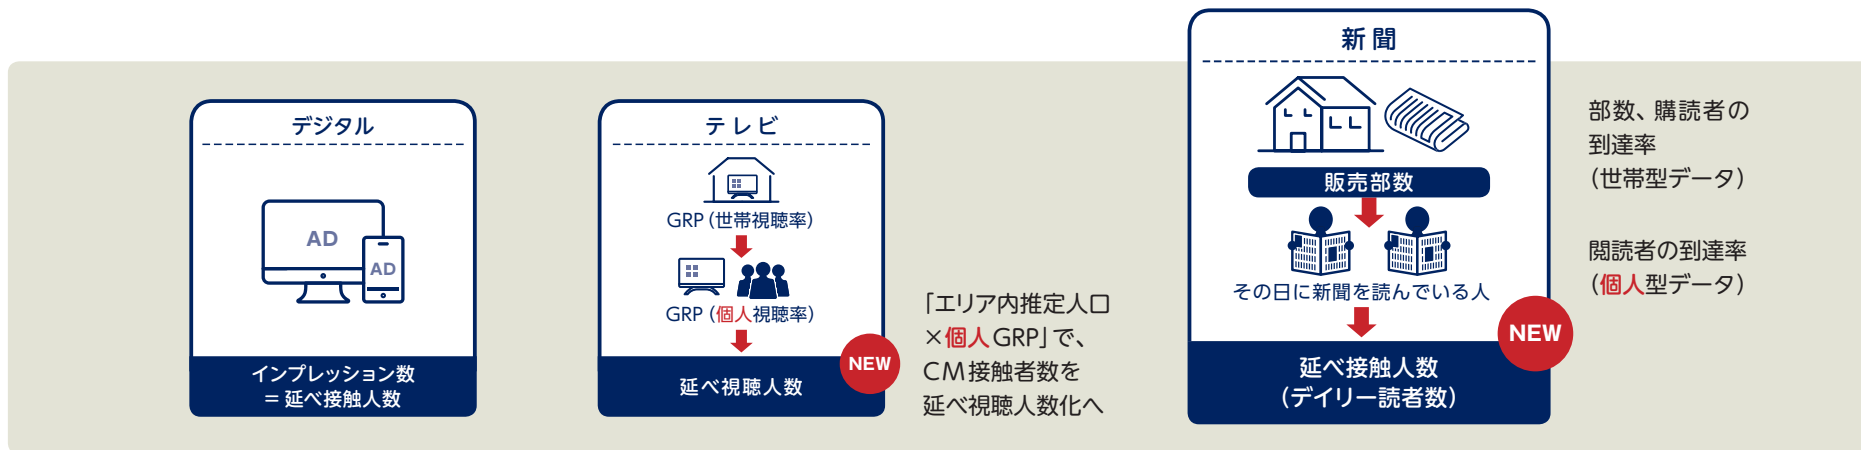 デジタル
AD
AD
インプレッション数
＝延べ接触人数
テレビ
GRP（世帯視聴率）
GRP（個人視聴率）
延べ視聴人数
NEW
「エリア内推定人口
×個人GRP」で、
CM接触者数を
延べ視聴人数化へ
新聞
販売部数
その日に新聞を読んでいる人
延べ接触人数
（デイリー読者数）
NEW
部数、購読者の
到達率
（世帯型データ）
閲読者の到達率
（個人型データ）